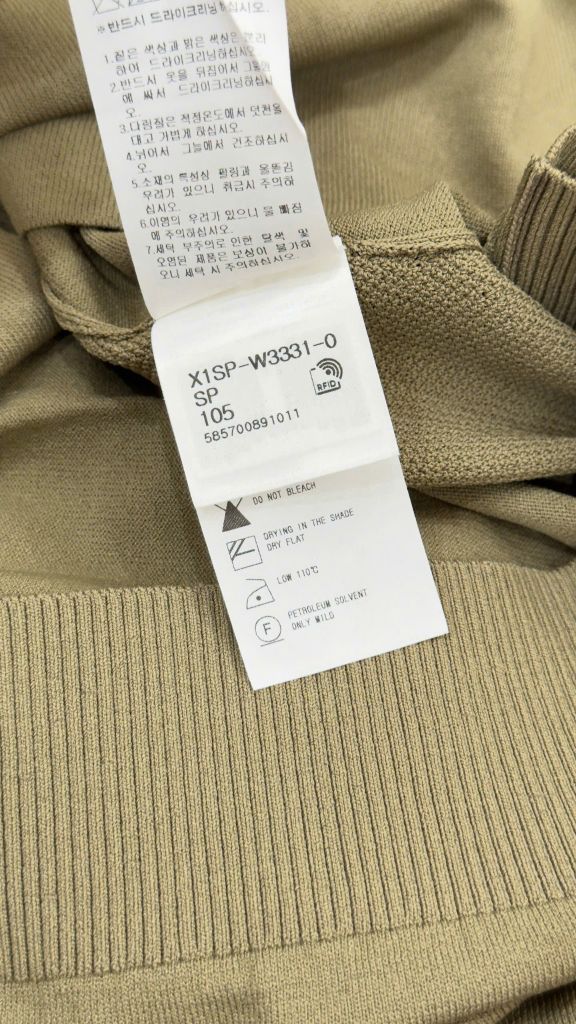 ※반드시 드라이크리닝하십시오.
1.짙은 색상과 밝은 색상은 분리
하여 드라이크리닝하십시오.
2.반드시 옷을 뒤집어서 그물망
에 싸서 드라이크리닝하십시
오.
3.다림질은 적정온도에서 덧천을
대고 가볍게 하십시오.
4.뉘어서 그늘에서 건조하십시
오.
5.소재의 특성상 필링과 올뜯김
우려가 있으니 취급시 주의하
십시오.
6.이염의 우려가 있으니 물 빠짐
에 주의하십시오.
7.세탁 부주의로 인한 탈색 및
오염된 제품은 보상이 불가하
오니 세탁 시 주의하십시오.
X1SP-W3331-0
SP
105
585700891011
RFID
DO NOT BLEACH
DRYING IN THE SHADE
DRY FLAT
LOW 110℃
PETROLEUM SOLVENT
ONLY MILD
F